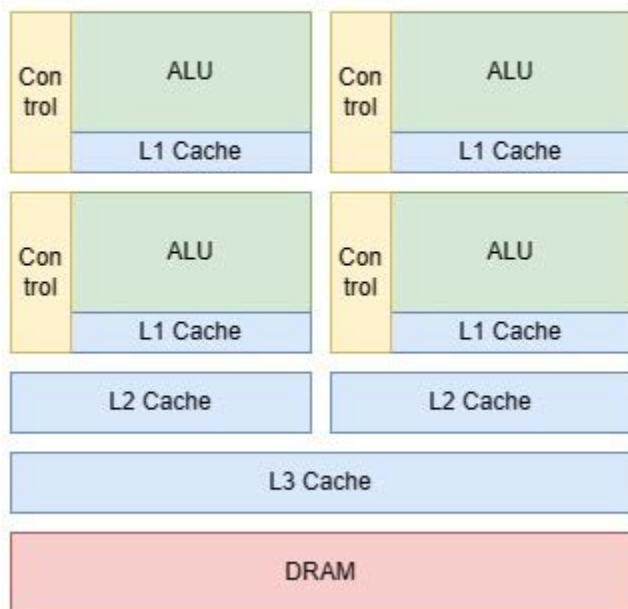 Con
trol
ALU
L1 Cache
Con
trol
ALU
L1 Cache
Con
trol
ALU
L1 Cache
Con
trol
ALU
L1 Cache
L2 Cache
L2 Cache
L3 Cache
DRAM